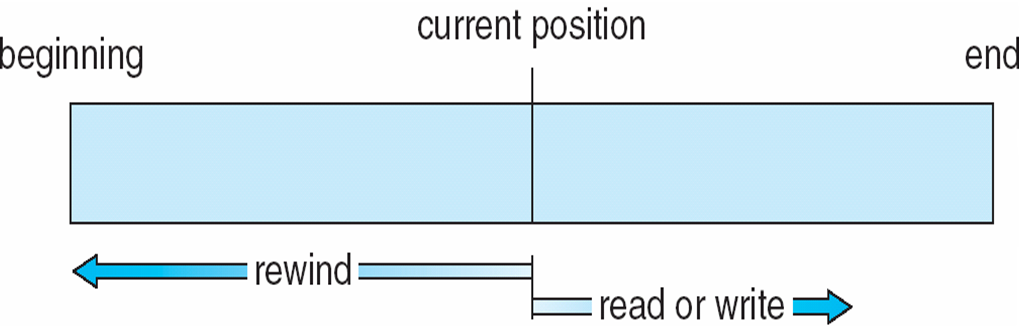 current position
beginning
end
rewind
read or write